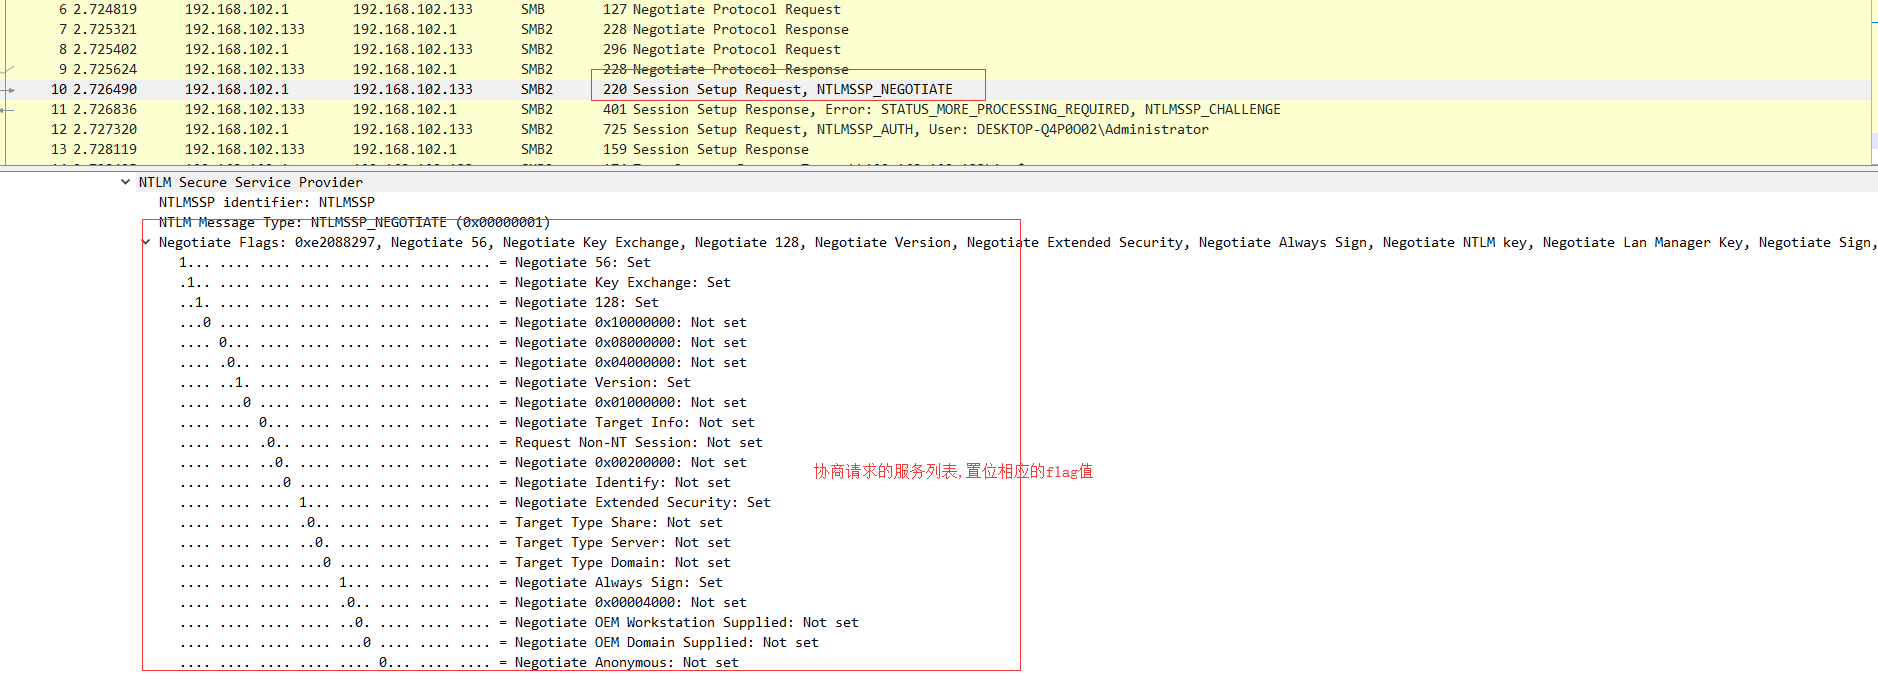 6 2.724819 192.168.102.1 192.168.102.133 SMB 127 Negotiate Protocol Request
7 2.725321 192.168.102.133 192.168.102.1 SMB2 228 Negotiate Protocol Response
8 2.725402 192.168.102.1 192.168.102.133 SMB2 296 Negotiate Protocol Request
9 2.725624 192.168.102.133 192.168.102.1 SMB2 228 Negotiate Protocol Response
10 2.726490 192.168.102.1 192.168.102.133 SMB2 220 Session Setup Request, NTLMSSP_NEGOTIATE
11 2.726836 192.168.102.133 192.168.102.1 SMB2 401 Session Setup Response, Error: STATUS_MORE_PROCESSING_REQUIRED, NTLMSSP_CHALLENGE
12 2.727320 192.168.102.1 192.168.102.133 SMB2 725 Session Setup Request, NTLMSSP_AUTH, User: DESKTOP-Q4P0O02\Administrator
13 2.728119 192.168.102.133 192.168.102.1 SMB2 159 Session Setup Response
NTLM Secure Service Provider
NTLMSSP identifier: NTLMSSP
NTLM Message Type: NTLMSSP_NEGOTIATE (0x00000001)
Negotiate Flags: 0xe2088297, Negotiate 56, Negotiate Key Exchange, Negotiate 128, Negotiate Version, Negotiate Extended Security, Negotiate Always Sign, Negotiate NTLM key, Negotiate Lan Manager Key, Negotiate Sign,
1... .... .... .... .... .... .... .... = Negotiate 56: Set
.1.. .... .... .... .... .... .... .... = Negotiate Key Exchange: Set
..1. .... .... .... .... .... .... .... = Negotiate 128: Set
...0 .... .... .... .... .... .... .... = Negotiate 0x10000000: Not set
.... 0... .... .... .... .... .... .... = Negotiate 0x08000000: Not set
.... .0.. .... .... .... .... .... .... = Negotiate 0x04000000: Not set
.... ..1. .... .... .... .... .... .... = Negotiate Version: Set
.... ...0 .... .... .... .... .... .... = Negotiate 0x01000000: Not set
.... .... 0... .... .... .... .... .... = Negotiate Target Info: Not set
.... .... .0.. .... .... .... .... .... = Request Non-NT Session: Not set
.... .... ..0. .... .... .... .... .... = Negotiate 0x00200000: Not set
协商请求的服务列表,置位相应的flag值
.... .... ...0 .... .... .... .... .... = Negotiate Identify: Not set
.... .... .... 1... .... .... .... .... = Negotiate Extended Security: Set
.... .... .... .0.. .... .... .... .... = Target Type Share: Not set
.... .... .... ..0. .... .... .... .... = Target Type Server: Not set
.... .... .... ...0 .... .... .... .... = Target Type Domain: Not set
.... .... .... .... 1... .... .... .... = Negotiate Always Sign: Set
.... .... .... .... .0.. .... .... .... = Negotiate 0x00004000: Not set
.... .... .... .... ..0. .... .... .... = Negotiate OEM Workstation Supplied: Not set
.... .... .... .... ...0 .... .... .... = Negotiate OEM Domain Supplied: Not set
.... .... .... .... .... 0... .... .... = Negotiate Anonymous: Not set